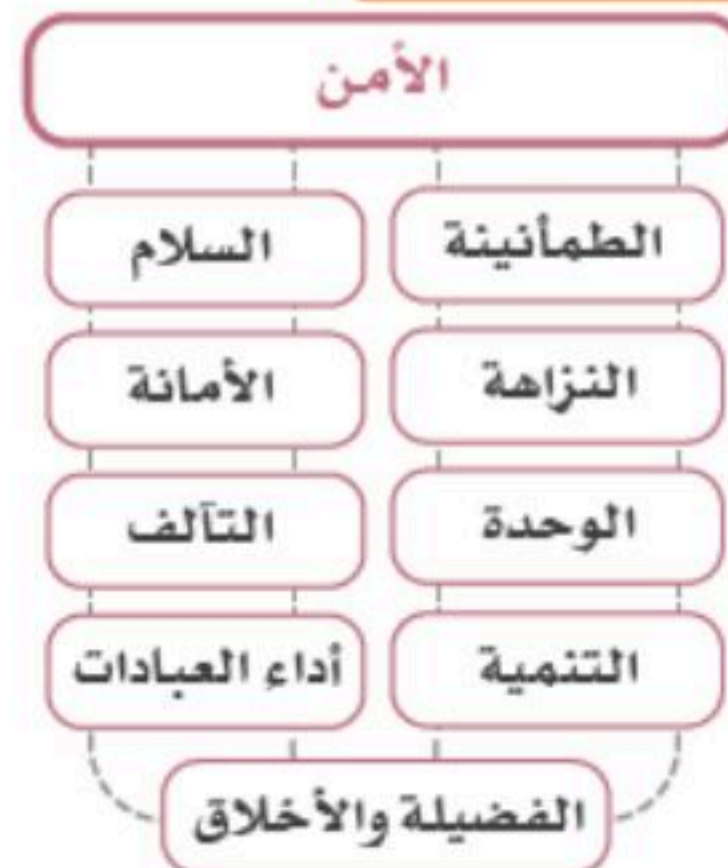 الأمن
الطمأنينة
السلام
النزاهة
الأمانة
الوحدة
التآلف
التنمية
أداء العبادات
الفضيلة والأخلاق